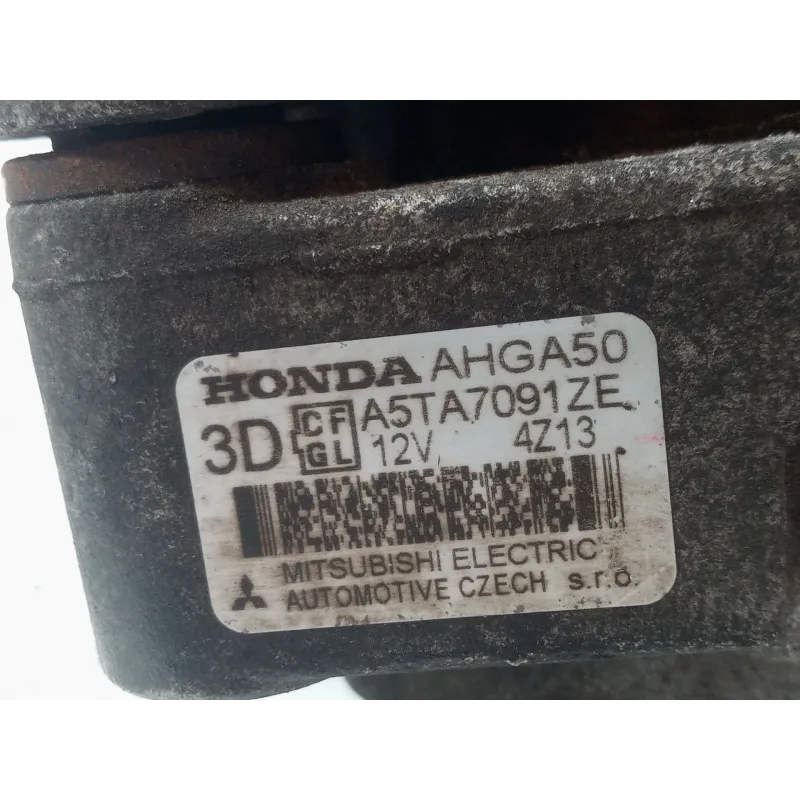 HONDA AHGA50
3D CF A5TA7091ZE
GL 12V 4Z13
MITSUBISHI ELECTRIC
AUTOMOTIVE CZECH s.r.o.